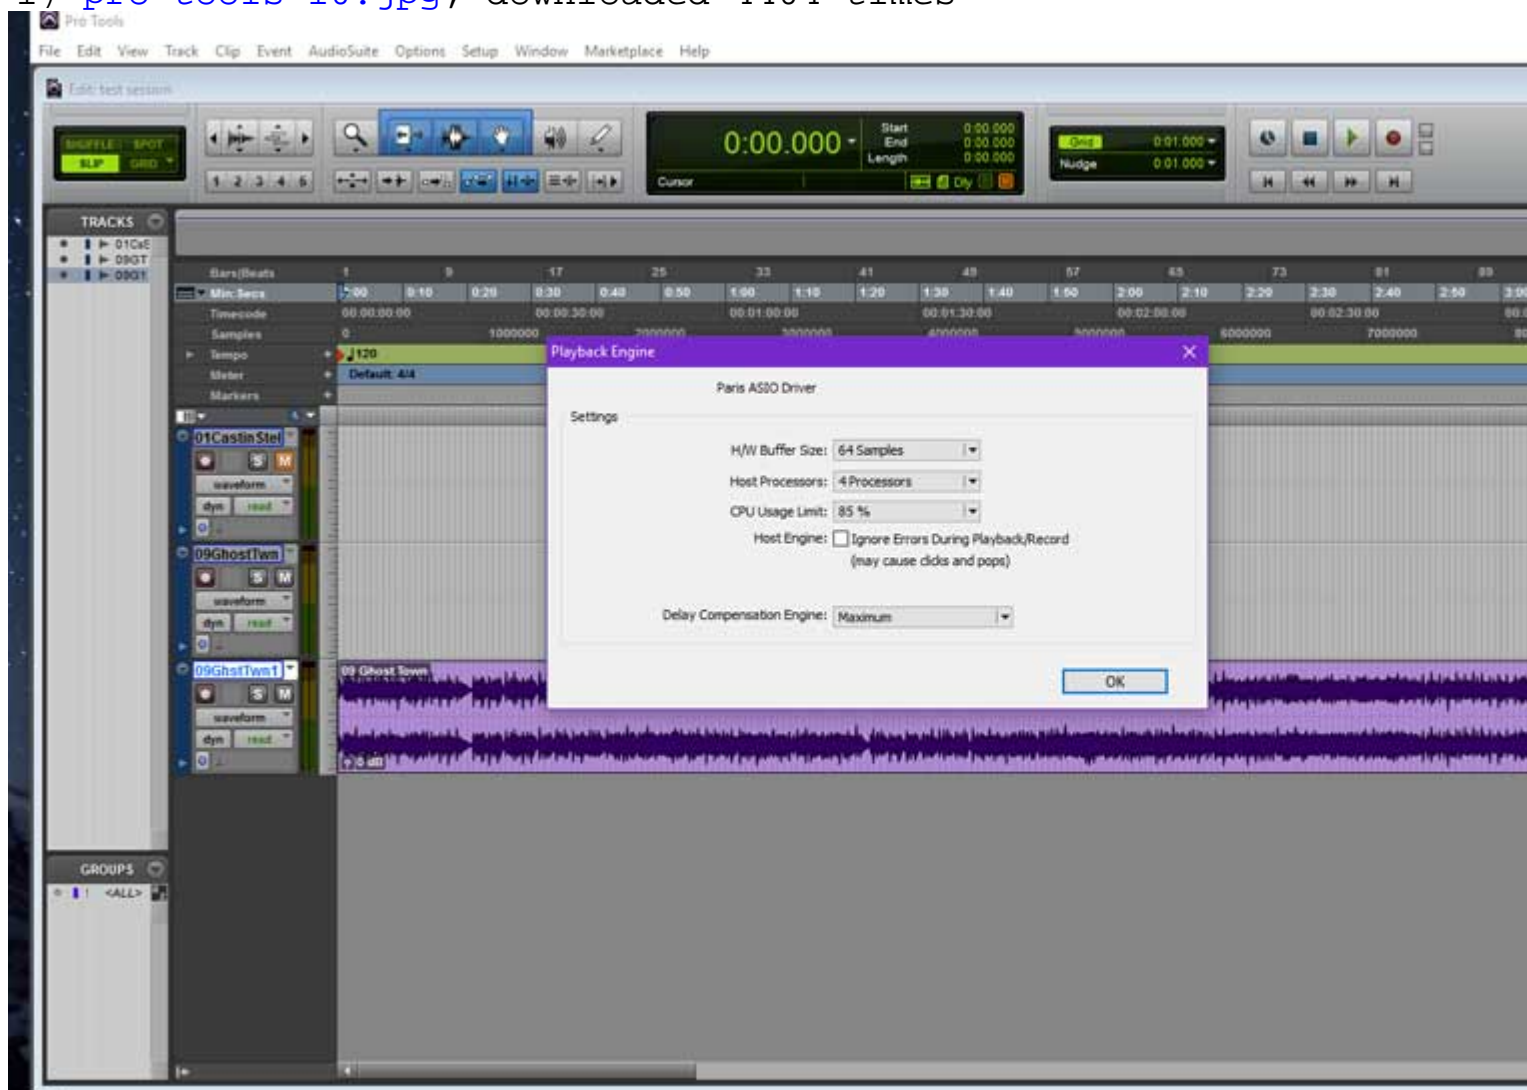 Pro Tools
File Edit View Track Clip Event AudioSuite Options Setup Window Marketplace Help
Edit: test session
SHUFFLE SPOT
SLIP GRID
1 2 3 4 5
0:00.000
Start 0:00.000
End 0:00.000
Length 0:00.000
Cursor
Dly
Grid 0:01.000
Nudge 0:01.000
TRACKS
01CsS
09GT
09G1
Bars|Beats 1 9 17 25 33 41 49 57 65 73 81 89
Min:Secs 0:00 0:10 0:20 0:30 0:40 0:50 1:00 1:10 1:20 1:30 1:40 1:50 2:00 2:10 2:20 2:30 2:40 2:50 3:00
Timecode 00:00:00:00 00:00:30:00 00:01:00:00 00:01:30:00 00:02:00:00 00:02:30:00
Samples 0 1000000 2000000 3000000 4000000 5000000 6000000 7000000
Tempo 120
Meter Default: 4/4
Markers
Playback Engine
Paris ASIO Driver
Settings
H/W Buffer Size: 64 Samples
Host Processors: 4 Processors
CPU Usage Limit: 85 %
Host Engine: Ignore Errors During Playback/Record
(may cause clicks and pops)
Delay Compensation Engine: Maximum
OK
01CastinStel
S M
waveform
dyn read
09GhostTwn
S M
waveform
dyn read
09GhstTwn1
S M
waveform
dyn read
09 Ghost Town
0 dB
GROUPS
! <ALL>